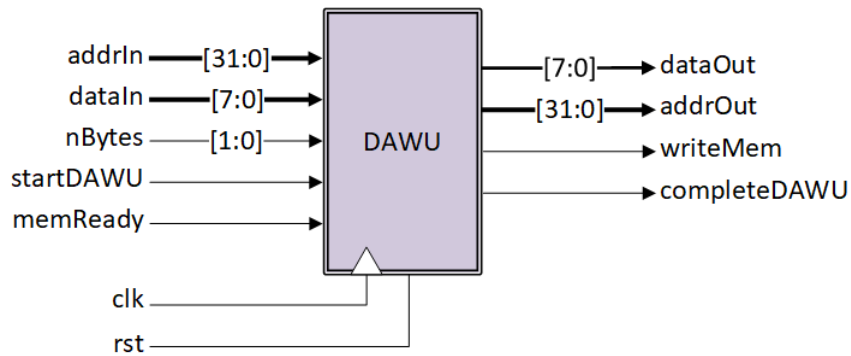 addrIn [31:0]
dataIn [7:0]
nBytes [1:0]
startDAWU
memReady
clk
rst
DAWU
[7:0] dataOut
[31:0] addrOut
writeMem
completeDAWU